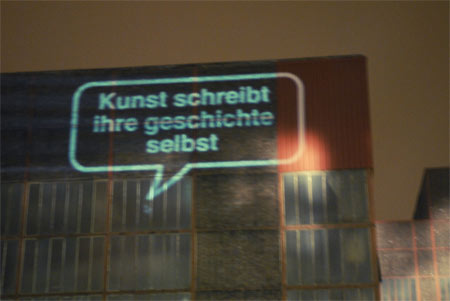 Kunst schreibt
ihre geschichte
selbst